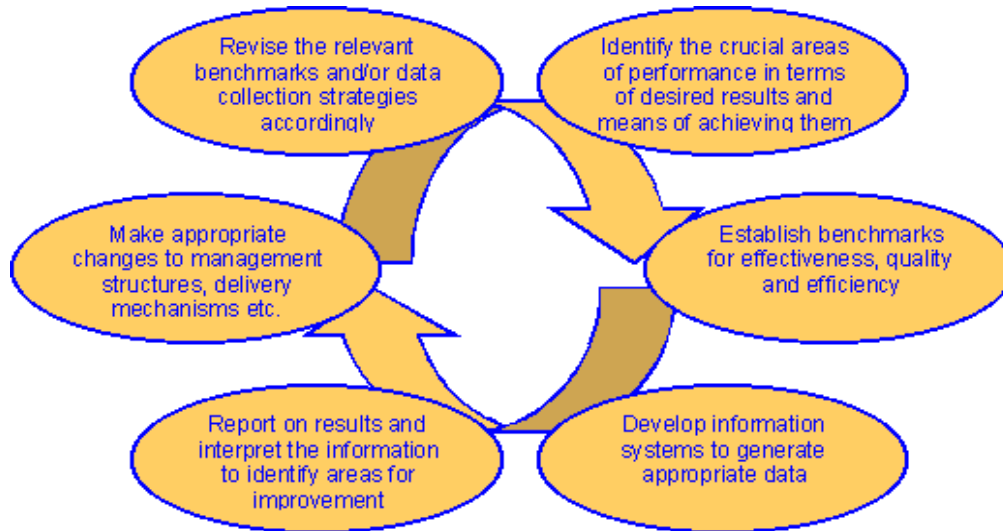 Revise the relevant
benchmarks and/or data
collection strategies
accordingly
Identify the crucial areas
of performance in terms
of desired results and
means of achieving them
Establish benchmarks
for effectiveness, quality
and efficiency
Develop information
systems to generate
appropriate data
Report on results and
interpret the information
to identify areas for
improvement
Make appropriate
changes to management
structures, delivery
mechanisms etc.